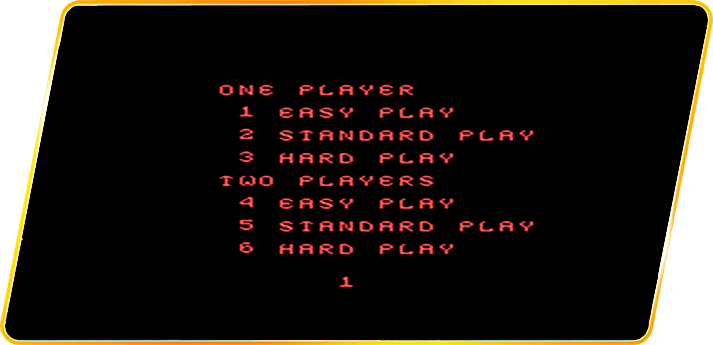 ONE PLAYER
1 EASY PLAY
2 STANDARD PLAY
3 HARD PLAY
TWO PLAYERS
4 EASY PLAY
5 STANDARD PLAY
6 HARD PLAY
1